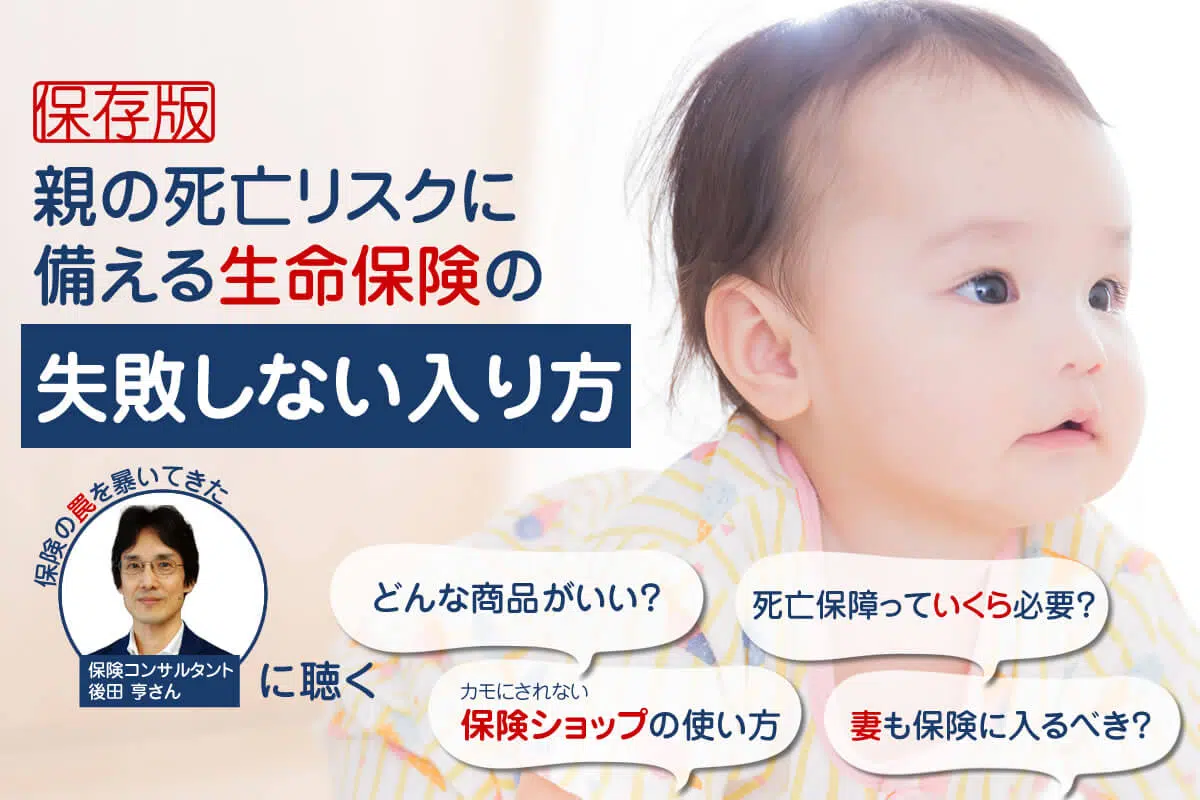 保存版
親の死亡リスクに
備える生命保険の
失敗しない入り方
保険の罠を暴いてきた
保険コンサルタント
後田 亨さん
に聴く
どんな商品がいい?
死亡保障っていくら必要?
カモにされない
保険ショップの使い方
妻も保険に入るべき?